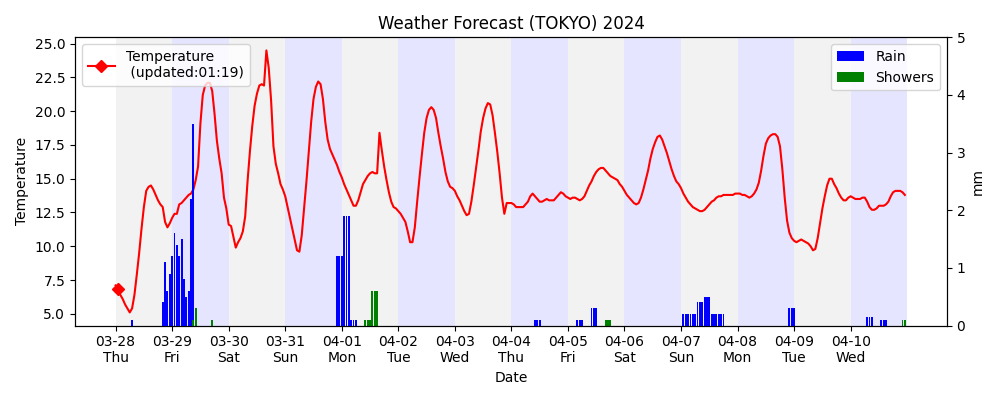 Weather Forecast (TOKYO) 2024
Temperature
(updated:01:19)
Rain
Showers
Temperature
25.0
22.5
20.0
17.5
15.0
12.5
10.0
7.5
5.0
5
4
3
2
1
0
mm
03-28 03-29 03-30 03-31 04-01 04-02 04-03 04-04 04-05 04-06 04-07 04-08 04-09 04-10
Thu Fri Sat Sun Mon Tue Wed Thu Fri Sat Sun Mon Tue Wed
Date